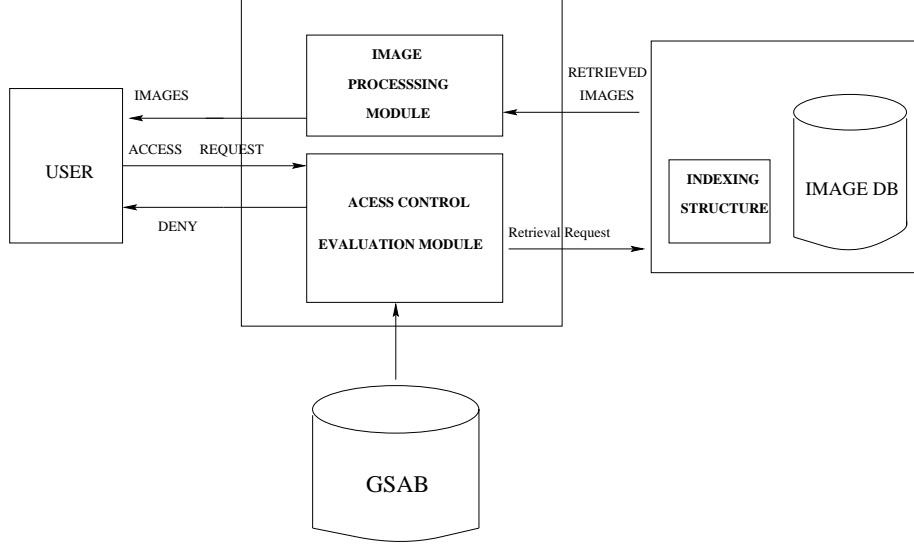 IMAGE
PROCESSSING
MODULE
RETRIEVED
IMAGES
IMAGES
USER
ACCESS REQUEST
DENY
ACESS CONTROL
EVALUATION MODULE
Retrieval Request
INDEXING
STRUCTURE
IMAGE DB
GSAB